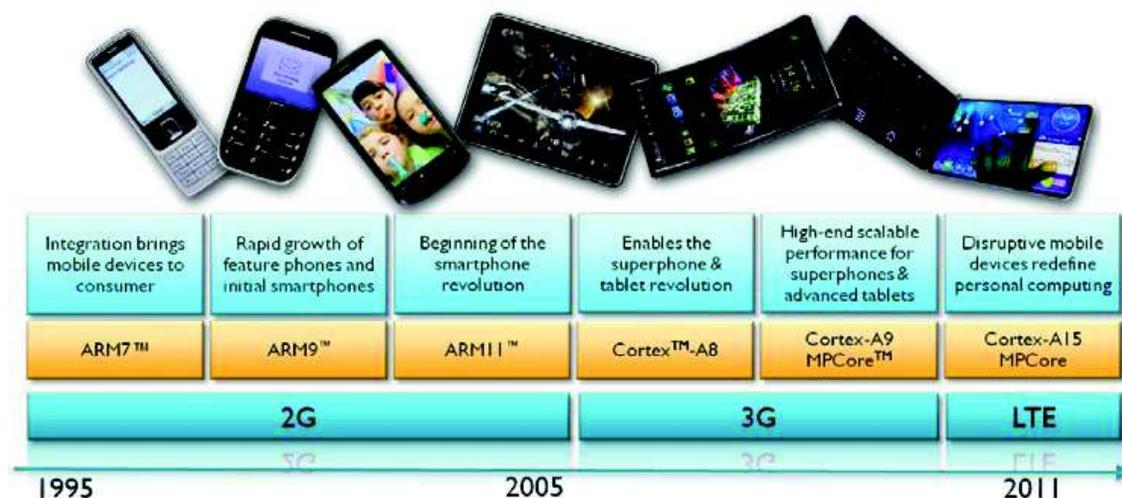 Integration brings
mobile devices to
consumer
Rapid growth of
feature phones and
initial smartphones
Beginning of the
smartphone
revolution
Enables the
superphone &
tablet revolution
High-end scalable
performance for
superphones &
advanced tablets
Disruptive mobile
devices redefine
personal computing
ARM7™
ARM9™
ARM11™
Cortex™-A8
Cortex-A9
MPCore™
Cortex-A15
MPCore
2G
3G
LTE
1995
2005
2011